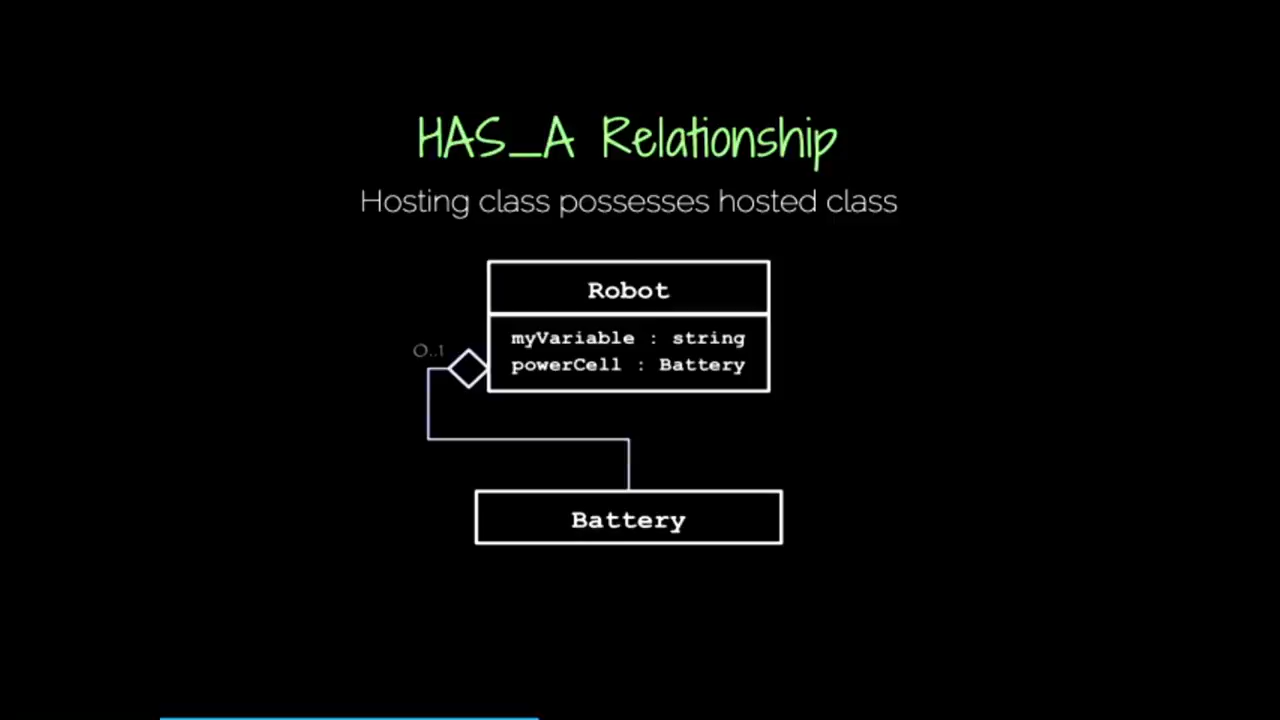 HAS_A Relationship
Hosting class possesses hosted class
Robot
myVariable : string
powerCell : Battery
0..1
Battery